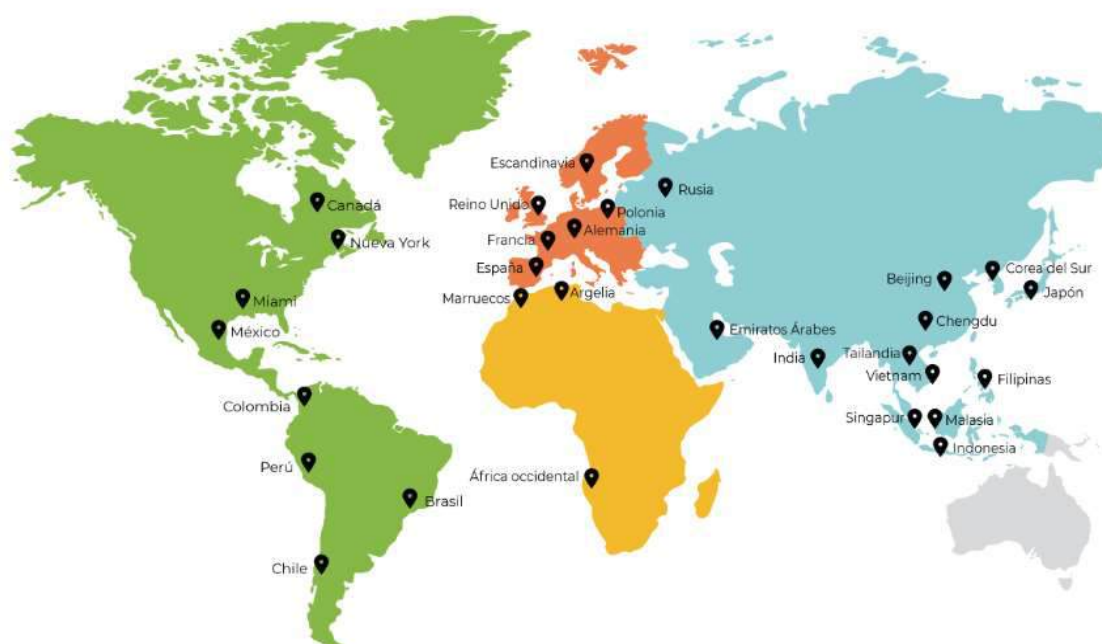 Escandinavia
Rusia
Canadá
Reino Unido
Polonia
Alemania
Nueva York
Francia
España
Corea del Sur
Beijing
Argelia
Japón
Marruecos
Miami
Chengdu
México
Emiratos Árabes
Tailandia
India
Vietnam
Filipinas
Colombia
Singapur
Malasia
Indonesia
Perú
África occidental
Brasil
Chile